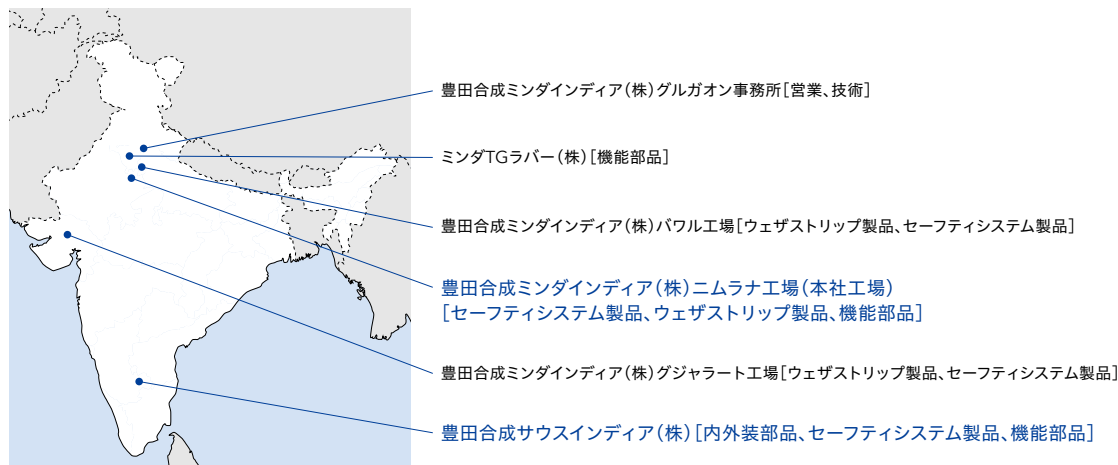 豊田合成ミンダインディア(株)グルガオン事務所[営業、技術]
ミンダTGラバー(株)[機能部品]
豊田合成ミンダインディア(株)バワル工場[ウェザストリップ製品、セーフティシステム製品]
豊田合成ミンダインディア(株)ニムラナ工場(本社工場)
[セーフティシステム製品、ウェザストリップ製品、機能部品]
豊田合成ミンダインディア(株)グジャラート工場[ウェザストリップ製品、セーフティシステム製品]
豊田合成サウスインディア(株)[内外装部品、セーフティシステム製品、機能部品]